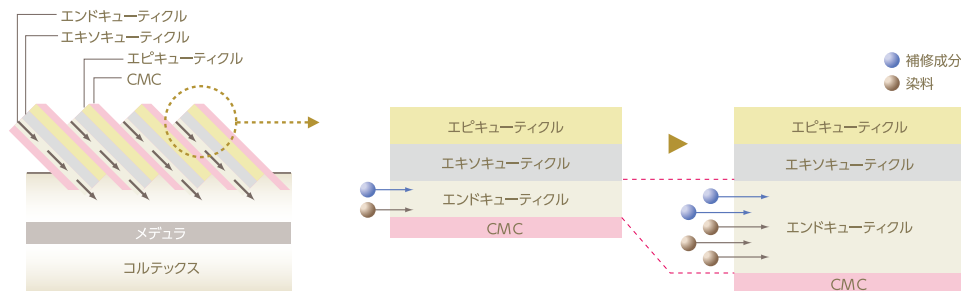 エンドキューティクル
エキソキューティクル
エピキューティクル
CMC
メデュラ
コルテックス
エピキューティクル
エキソキューティクル
エンドキューティクル
CMC
補修成分
染料
エピキューティクル
エキソキューティクル
エンドキューティクル
CMC